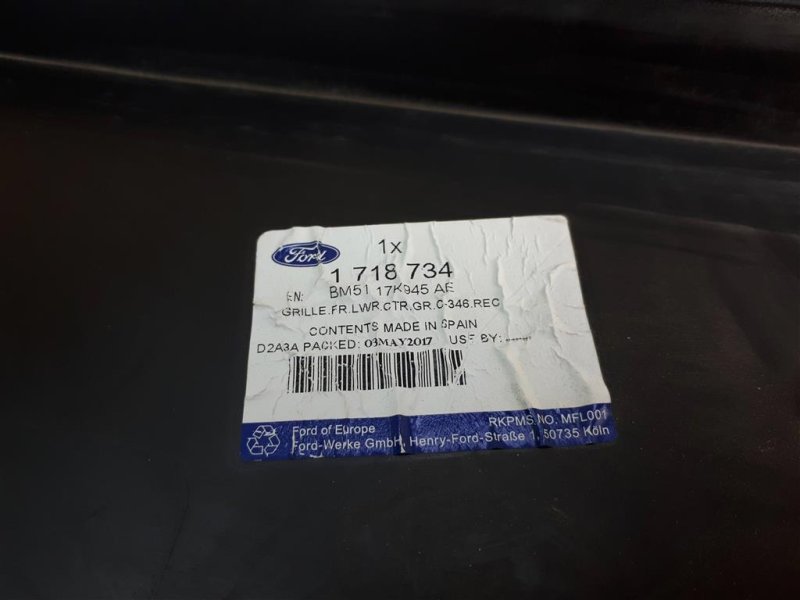 Ford
1x
1 718 734
EN: BM51 17K945 AE
GRILLE.FR.LWR.CTR.GR.C-346.REC
CONTENTS MADE IN SPAIN
D2A3A PACKED: 03MAY2017 USE BY: --------
Ford of Europe RKPMS.NO. MFL001
Ford-Werke GmbH, Henry-Ford-Straße 1, 50735 Köln